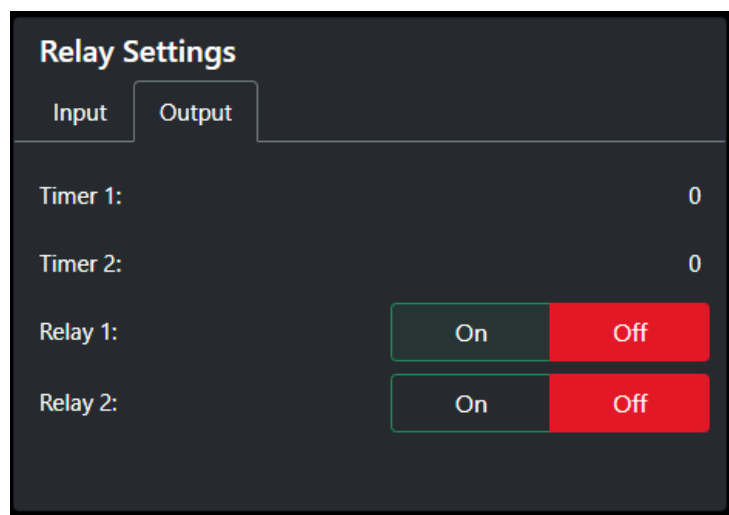 Relay Settings
Input Output
Timer 1: 0
Timer 2: 0
Relay 1: On Off
Relay 2: On Off